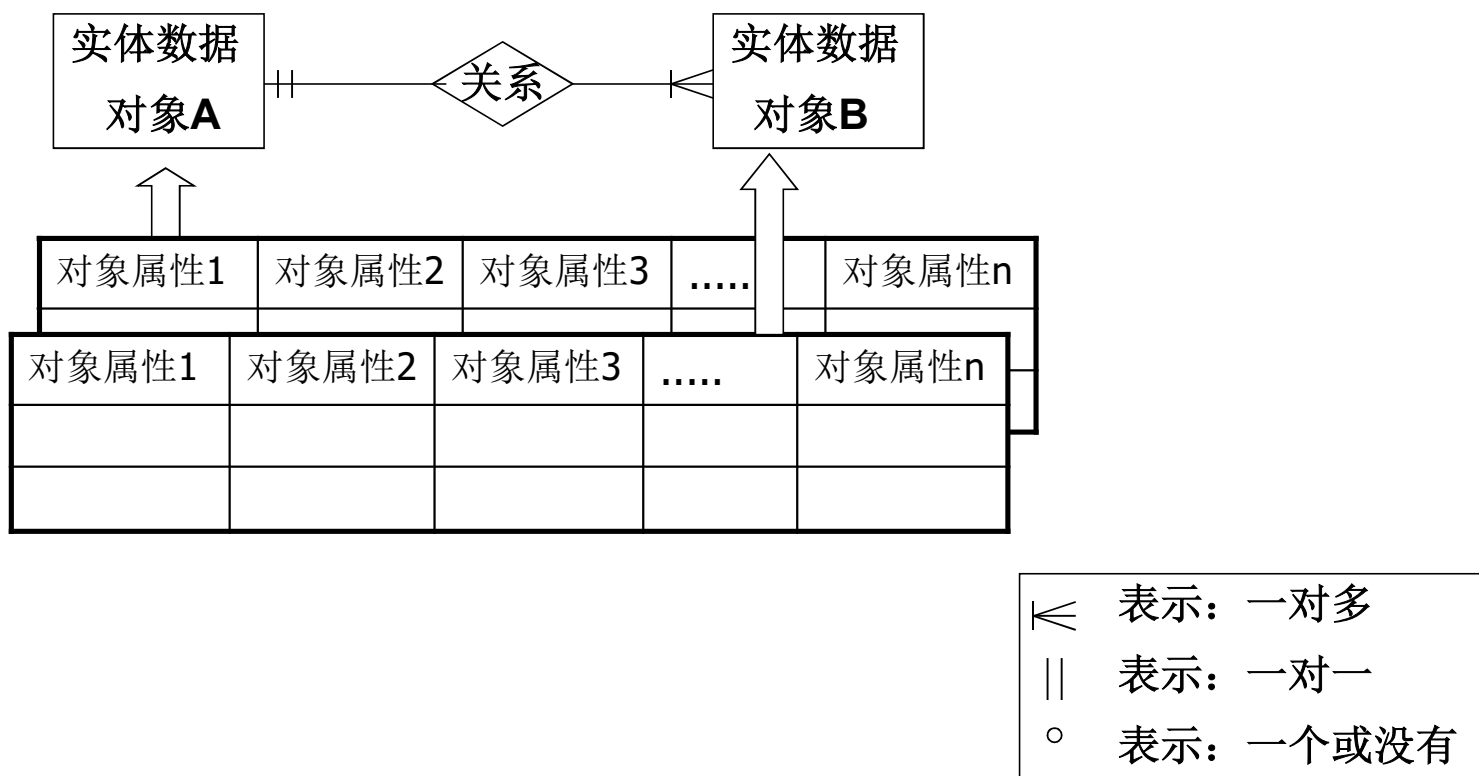 实体数据
对象A
关系
实体数据
对象B
对象属性1 对象属性2 对象属性3 ..... 对象属性n
对象属性1 对象属性2 对象属性3 ..... 对象属性n
表示：一对多
表示：一对一
表示：一个或没有